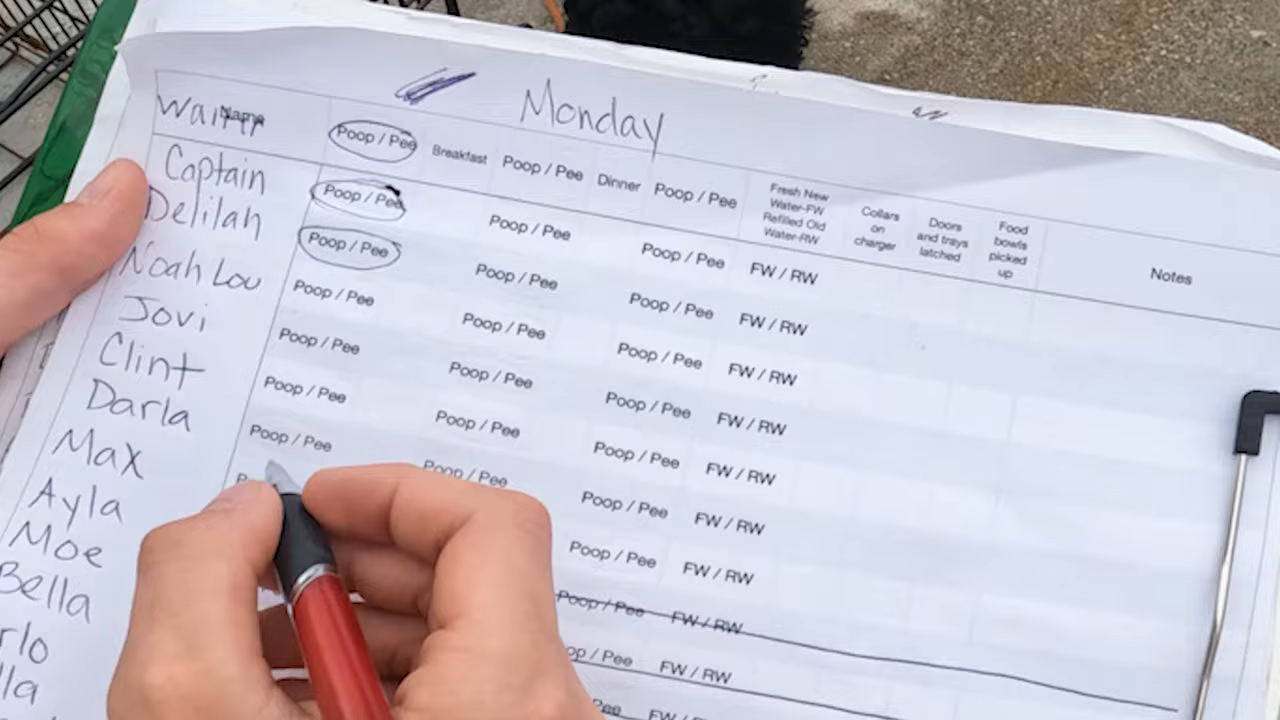 Monday
Name Poop / Pee Breakfast Poop / Pee Dinner Poop / Pee Fresh New Water-FW Refilled Old Water-RW Collars on charger Doors and trays latched Food bowls picked up Notes
Captain Poop / Pee Poop / Pee Poop / Pee FW / RW
Delilah Poop / Pee Poop / Pee Poop / Pee FW / RW
Noah Lou Poop / Pee Poop / Pee Poop / Pee FW / RW
Jovi Poop / Pee Poop / Pee Poop / Pee FW / RW
Clint Poop / Pee Poop / Pee Poop / Pee FW / RW
Darla Poop / Pee Poop / Pee Poop / Pee FW / RW
Max Poop / Pee FW / RW
Ayla Poop / Pee FW / RW
Moe Poop / Pee FW / RW
Bella Pee FW / RW